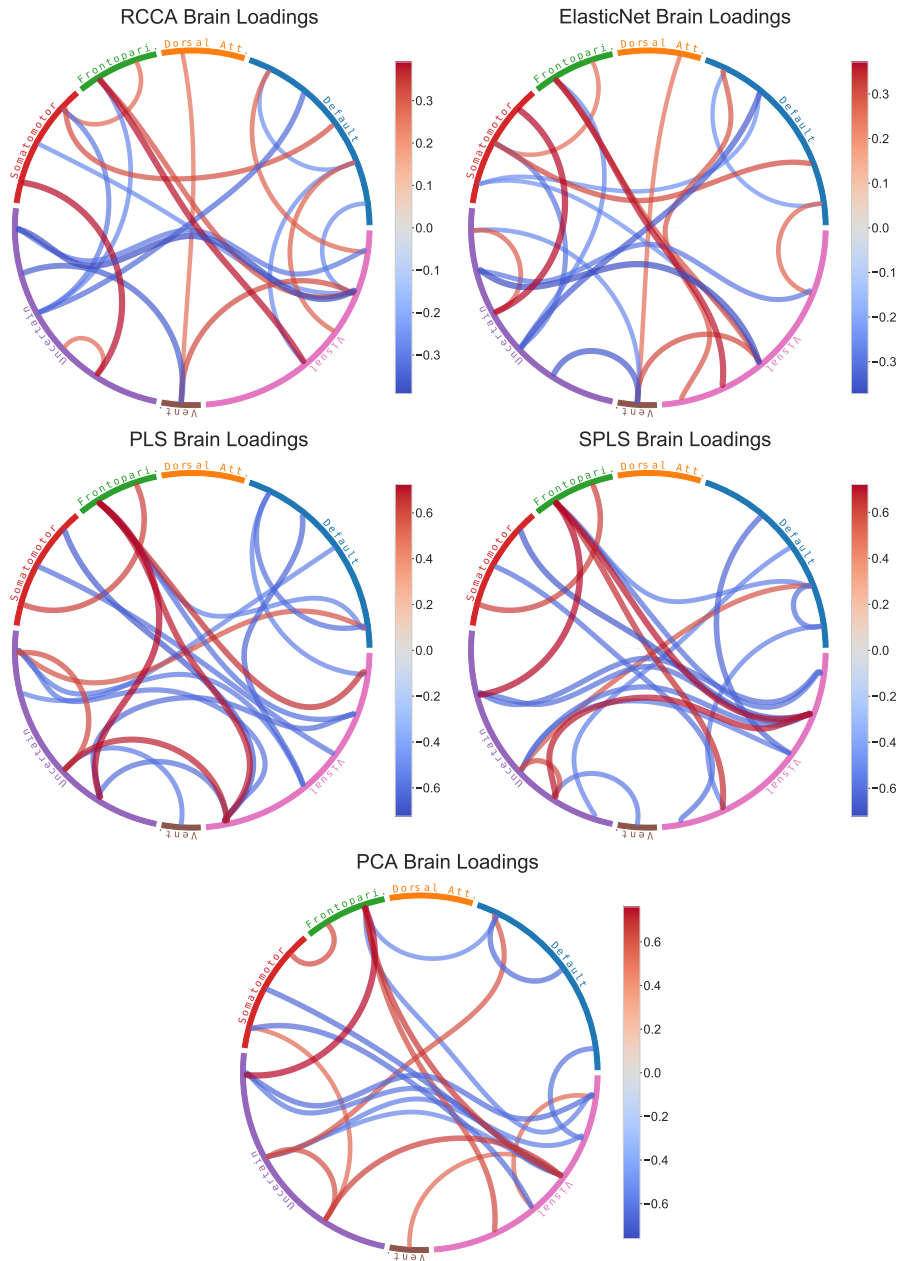 RCCA Brain Loadings
Somatomotor
Frontopari.
Dorsal Att.
Default
Uncertain
Vent.
Visual
0.3
0.2
0.1
0.0
−0.1
−0.2
−0.3
ElasticNet Brain Loadings
Somatomotor
Frontopari.
Dorsal Att.
Default
Uncertain
Vent.
Visual
0.3
0.2
0.1
0.0
−0.1
−0.2
−0.3
PLS Brain Loadings
Somatomotor
Frontopari.
Dorsal Att.
Default
Uncertain
Vent.
Visual
0.6
0.4
0.2
0.0
−0.2
−0.4
−0.6
SPLS Brain Loadings
Somatomotor
Frontopari.
Dorsal Att.
Default
Uncertain
Vent.
Visual
0.6
0.4
0.2
0.0
−0.2
−0.4
−0.6
PCA Brain Loadings
Somatomotor
Frontopari.
Dorsal Att.
Default
Uncertain
Vent.
Visual
0.6
0.4
0.2
0.0
−0.2
−0.4
−0.6